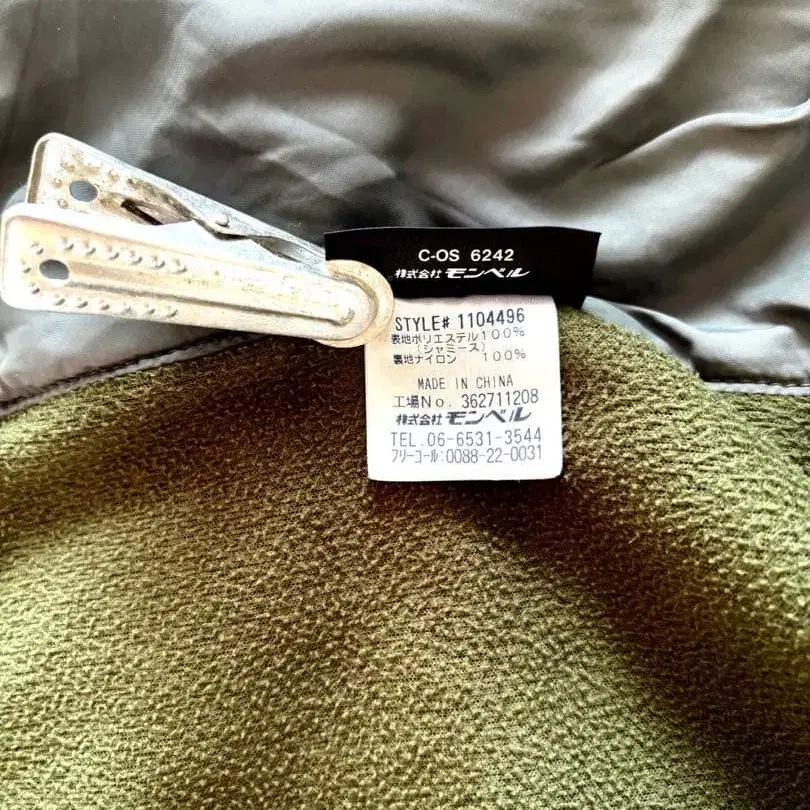 C-OS 6242
株式会社 モンベル
STYLE# 1104496
表地ポリエステル100%
(シャミース)
裏地ナイロン 100%
MADE IN CHINA
工場No. 362711208
株式会社 モンベル
TEL.06-6531-3544
フリーコール:0088-22-0031